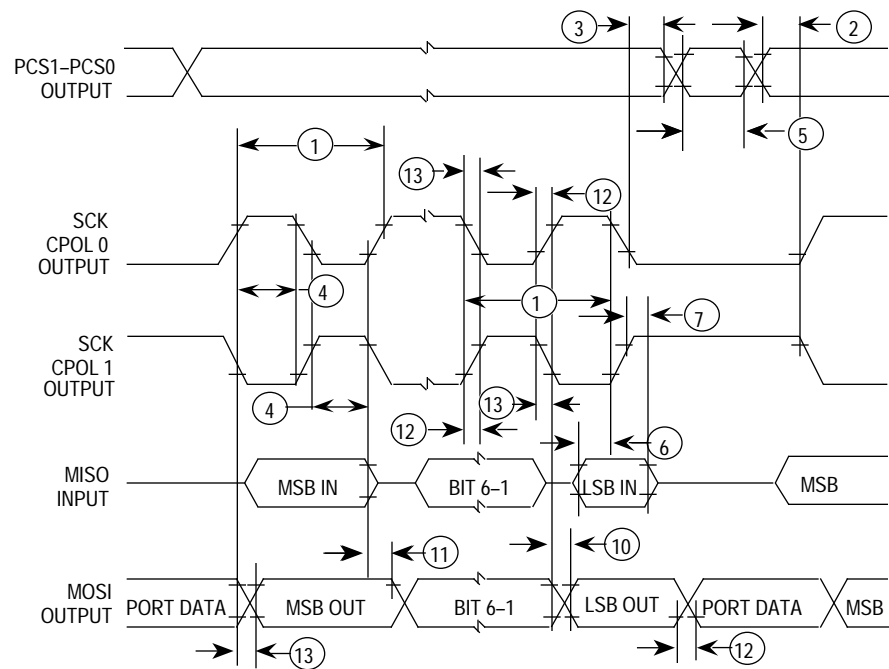 3
2
PCS1–PCS0
OUTPUT
5
1
13
12
SCK
CPOL 0
OUTPUT
4
1
7
SCK
CPOL 1
OUTPUT
4
12
13
6
MISO
INPUT
MSB IN
BIT 6–1
LSB IN
MSB
11
10
MOSI
OUTPUT
PORT DATA
MSB OUT
BIT 6–1
LSB OUT
PORT DATA
MSB
13
12